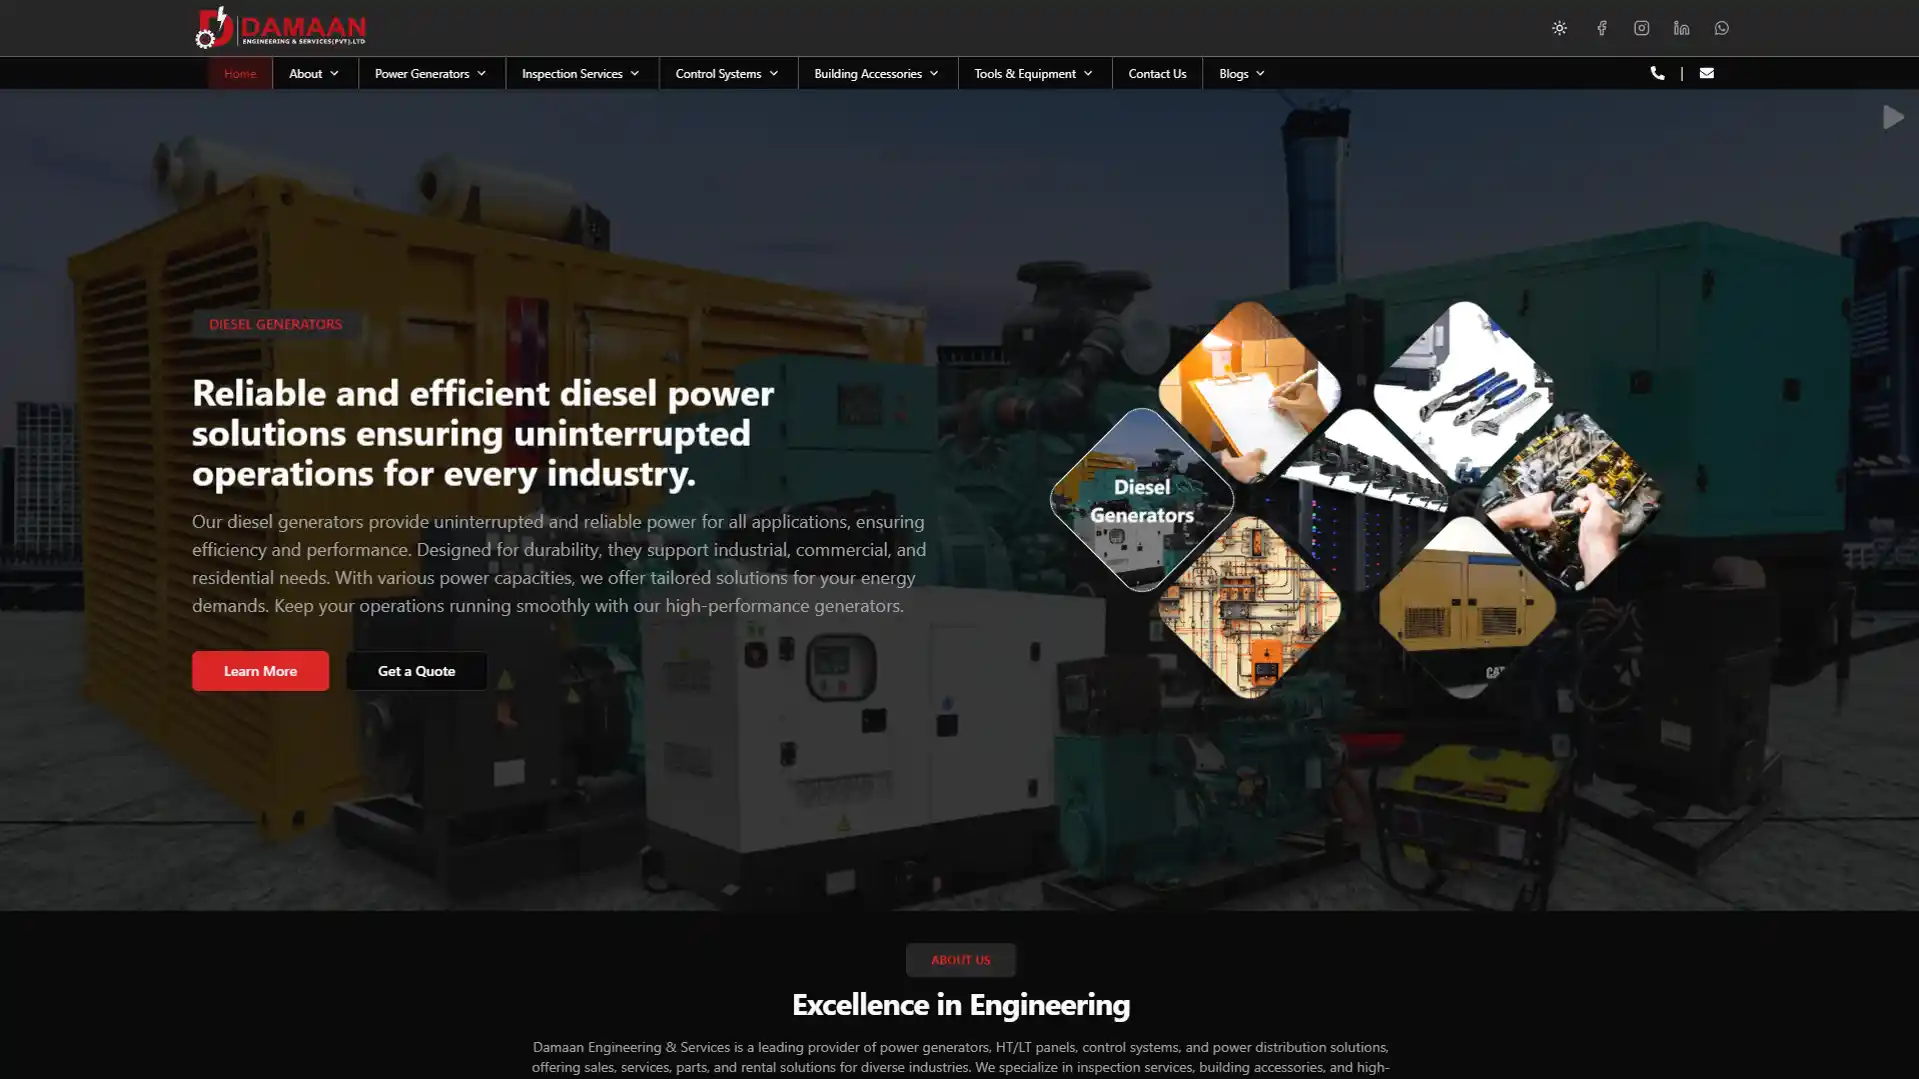 DAMAAN
ENGINEERING & SERVICES(PVT).LTD
Home
About
Power Generators
Inspection Services
Control Systems
Building Accessories
Tools & Equipment
Contact Us
Blogs
|
DIESEL GENERATORS
Reliable and efficient diesel power
solutions ensuring uninterrupted
operations for every industry.
Our diesel generators provide uninterrupted and reliable power for all applications, ensuring
efficiency and performance. Designed for durability, they support industrial, commercial, and
residential needs. With various power capacities, we offer tailored solutions for your energy
demands. Keep your operations running smoothly with our high-performance generators.
Learn More
Get a Quote
Diesel
Generators
CAT
ABOUT US
Excellence in Engineering
Damaan Engineering & Services is a leading provider of power generators, HT/LT panels, control systems, and power distribution solutions,
offering sales, services, parts, and rental solutions for diverse industries. We specialize in inspection services, building accessories, and high-